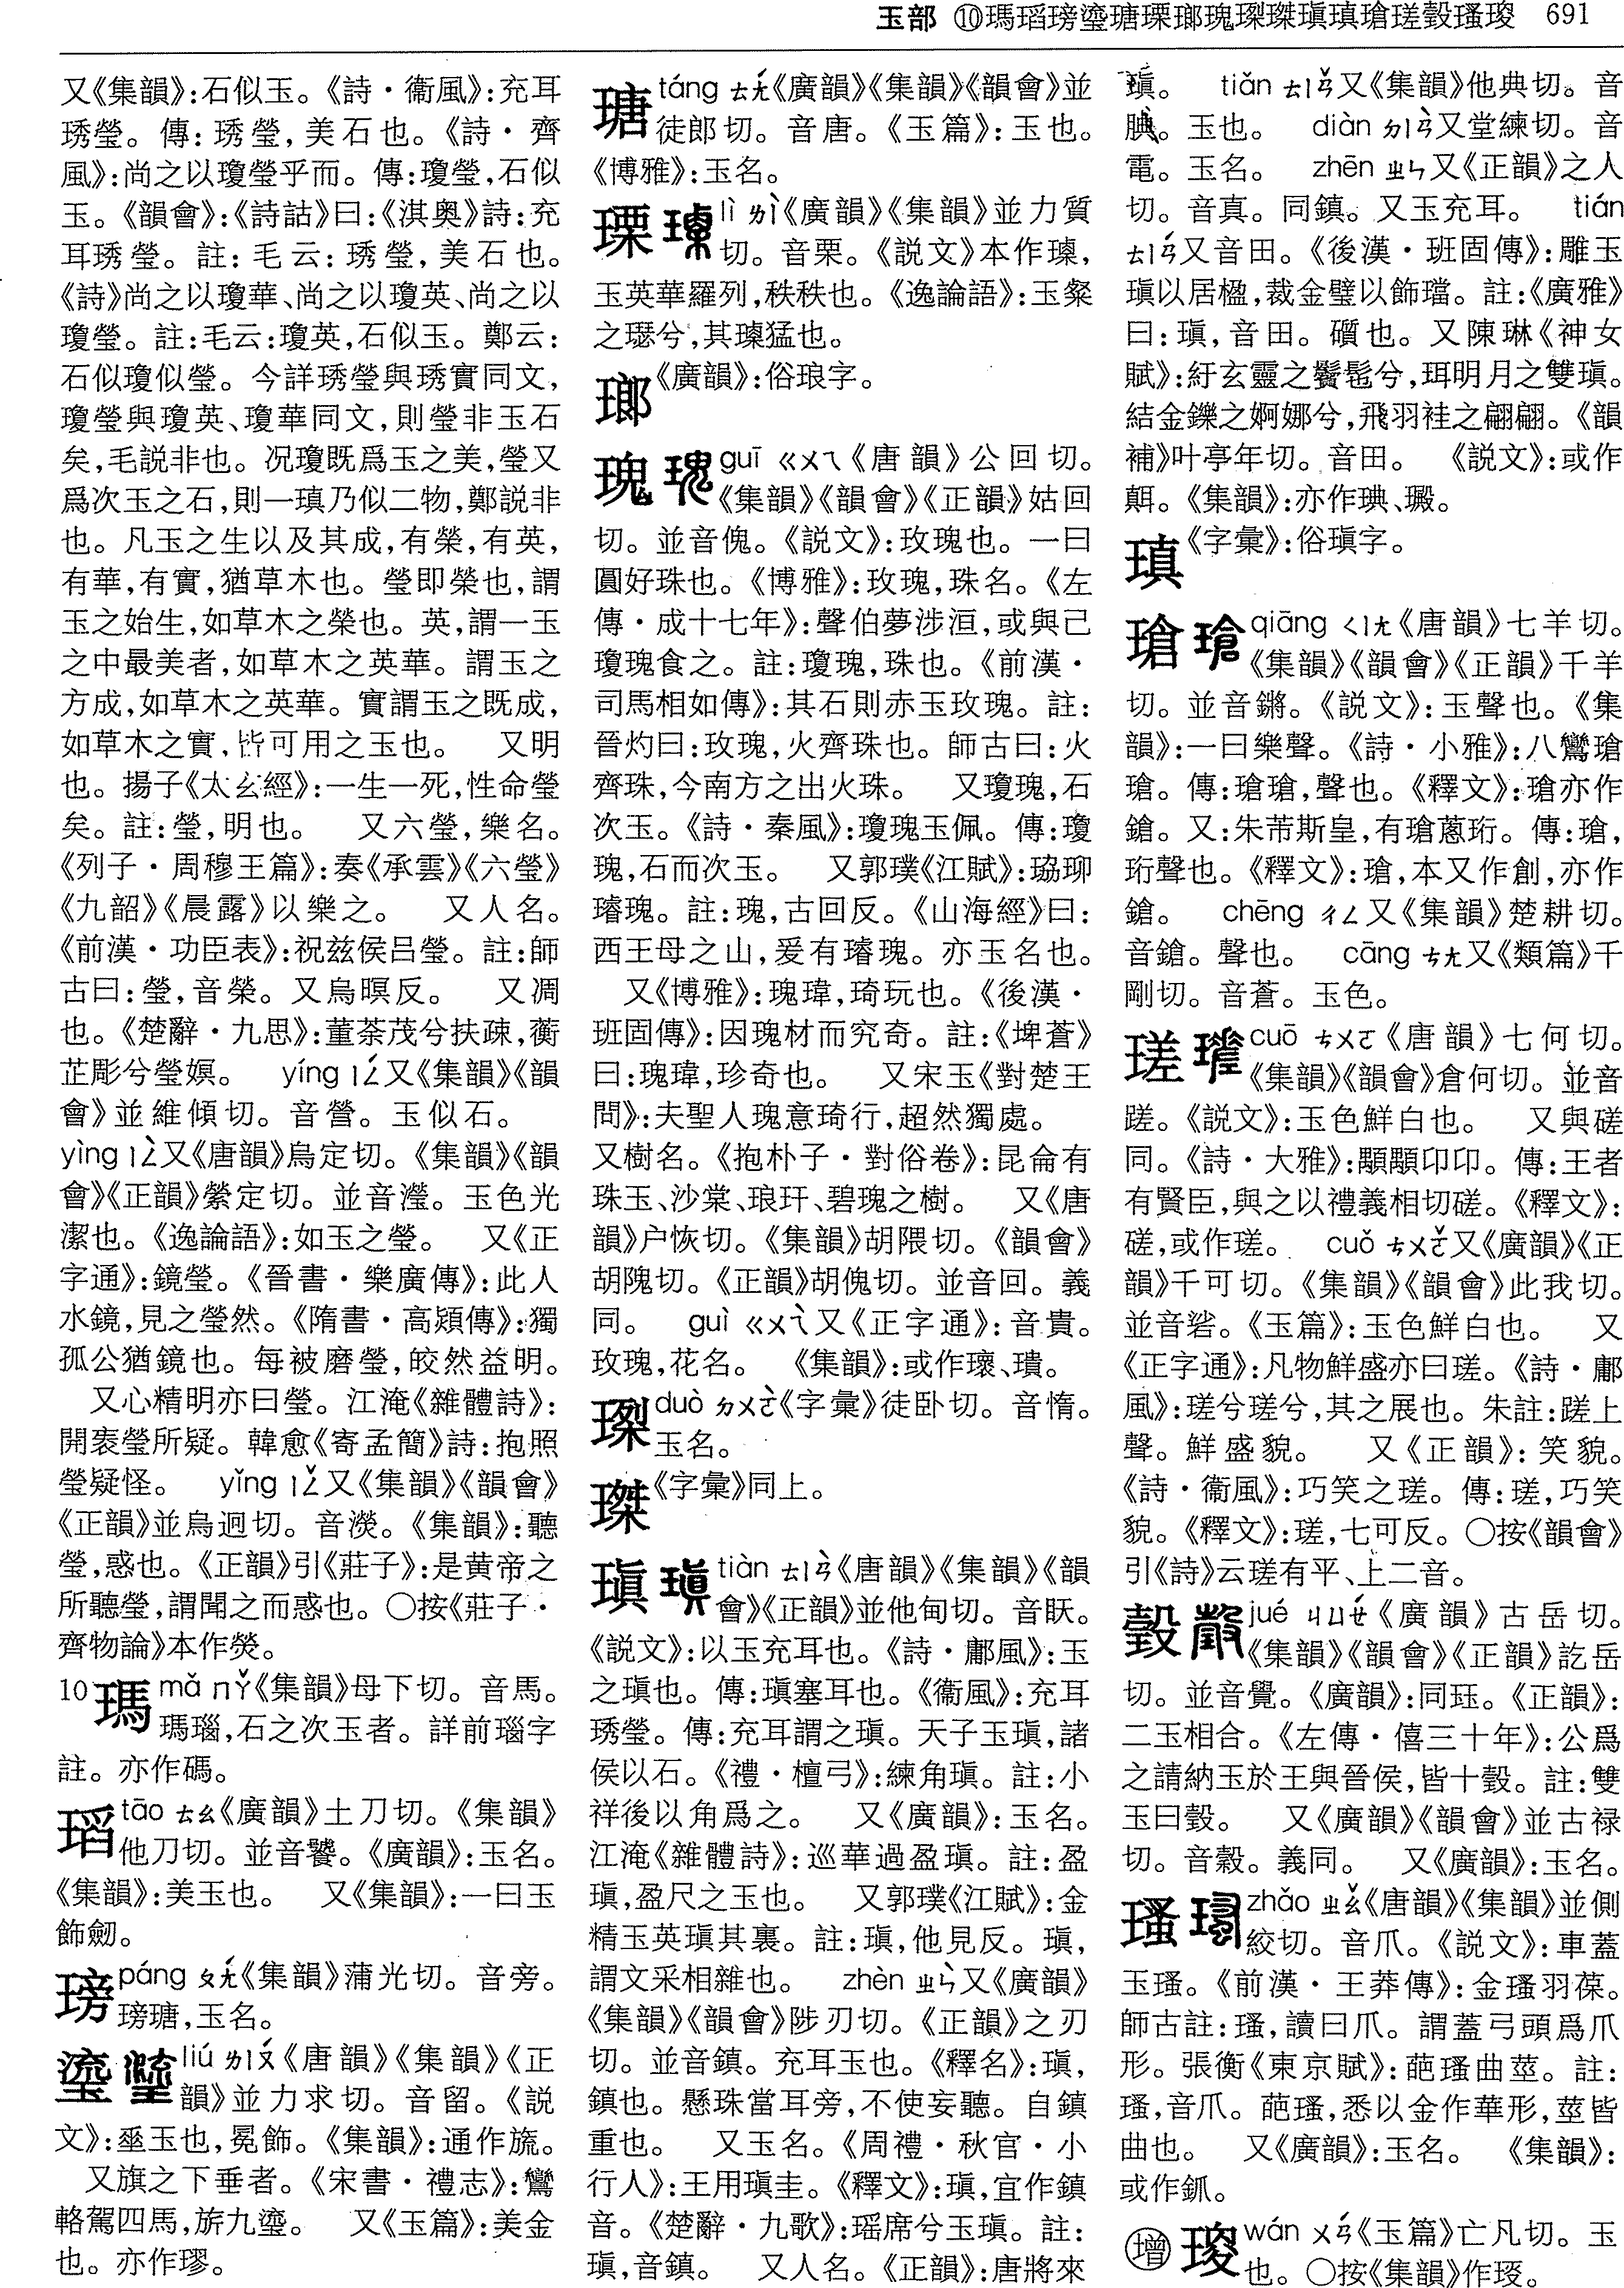 玉部 ⑩瑪瑫㻍瑬瑭瑮瑯瑰㻔㻎瑱瑱瑲瑳瑴瑵㻐 691
又《集韻》:石似玉。《詩·衞風》:充耳
琇瑩。傳:琇瑩,美石也。《詩·齊
風》:尚之以瓊瑩乎而。傳:瓊瑩,石似
玉。《韻會》:《詩詁》曰:《淇奧》詩:充
耳琇瑩。註:毛云:琇瑩,美石也。
《詩》尚之以瓊華、尚之以瓊英、尚之以
瓊瑩。註:毛云:瓊英,石似玉。鄭云:
石似瓊似瑩。今詳琇瑩與琇實同文,
瓊瑩與瓊英、瓊華同文,則瑩非玉石
矣,毛説非也。况瓊既爲玉之美,瑩又
爲次玉之石,則一瑱乃似二物,鄭説非
也。凡玉之生以及其成,有榮,有英,
有華,有實,猶草木也。瑩即榮也,謂
玉之始生,如草木之榮也。英,謂一玉
之中最美者,如草木之英華。謂玉之
方成,如草木之英華。實謂玉之既成,
如草木之實,皆可用之玉也。 又明
也。揚子《太玄經》:一生一死,性命瑩
矣。註:瑩,明也。 又六瑩,樂名。
《列子·周穆王篇》:奏《承雲》《六瑩》
《九韶》《晨露》以樂之。 又人名。
《前漢·功臣表》:祝兹侯吕瑩。註:師
古曰:瑩,音榮。又烏暝反。 又凋
也。《楚辭·九思》:菫荼茂兮扶疎,蘅
芷彫兮瑩嫇。 yíng ㄧㄥˊ又《集韻》《韻
會》並維傾切。音營。玉似石。
yìng ㄧㄥˋ又《唐韻》烏定切。《集韻》《韻
會》《正韻》縈定切。並音瀅。玉色光
潔也。《逸論語》:如玉之瑩。 又《正
字通》:鏡瑩。《晉書·樂廣傳》:此人
水鏡,見之瑩然。《隋書·高熲傳》:獨
孤公猶鏡也。每被磨瑩,皎然益明。
又心精明亦曰瑩。江淹《雜體詩》:
開袠瑩所疑。韓愈《寄孟簡》詩:抱照
瑩疑怪。 yǐng ㄧㄥˇ又《集韻》《韻會》
《正韻》並烏迥切。音濙。《集韻》:聽
瑩,惑也。《正韻》引《莊子》:是黄帝之
所聽瑩,謂聞之而惑也。○按《莊子·
齊物論》本作熒。
10瑪 mǎ ㄇㄚˇ《集韻》母下切。音馬。
瑪瑙,石之次玉者。詳前瑙字
註。亦作碼。
瑫 tāo ㄊㄠ《廣韻》土刀切。《集韻》
他刀切。並音饕。《廣韻》:玉名。
《集韻》:美玉也。 又《集韻》:一曰玉
飾劒。
㻍 páng ㄆㄤˊ《集韻》蒲光切。音旁。
㻍瑭,玉名。
瑬 liú ㄌㄧㄡˊ《唐韻》《集韻》《正
韻》並力求切。音留。《説
文》:垂玉也,冕飾。《集韻》:通作旒。
又旗之下垂者。《宋書·禮志》:鸞
輅駕四馬,旂九瑬。 又《玉篇》:美金
也。亦作璆。
瑭 táng ㄊㄤˊ《廣韻》《集韻》《韻會》並
徒郎切。音唐。《玉篇》:玉也。
《博雅》:玉名。
瑮 lì ㄌㄧˋ《廣韻》《集韻》並力質
切。音栗。《説文》本作瑮,
玉英華羅列,秩秩也。《逸論語》:玉粲
之瑟兮,其瑮猛也。
瑯 《廣韻》:俗琅字。
瑰 guī ㄍㄨㄟ《唐韻》公回切。
《集韻》《韻會》《正韻》姑回
切。並音傀。《説文》:玫瑰也。一曰
圓好珠也。《博雅》:玫瑰,珠名。《左
傳·成十七年》:聲伯夢涉洹,或與己
瓊瑰食之。註:瓊瑰,珠也。《前漢·
司馬相如傳》:其石則赤玉玫瑰。註:
晉灼曰:玫瑰,火齊珠也。師古曰:火
齊珠,今南方之出火珠。 又瓊瑰,石
次玉。《詩·秦風》:瓊瑰玉佩。傳:瓊
瑰,石而次玉。 又郭璞《江賦》:㻗珋
璿瑰。註:瑰,古回反。《山海經》曰:
西王母之山,爰有璿瑰。亦玉名也。
又《博雅》:瑰瑋,琦玩也。《後漢·
班固傳》:因瑰材而究奇。註:《埤蒼》
曰:瑰瑋,珍奇也。 又宋玉《對楚王
問》:夫聖人瑰意琦行,超然獨處。
又樹名。《抱朴子·對俗卷》:昆侖有
珠玉、沙棠、琅玕、碧瑰之樹。 又《唐
韻》户恢切。《集韻》胡隈切。《韻會》
胡隗切。《正韻》胡傀切。並音回。義
同。 guì ㄍㄨㄟˋ又《正字通》:音貴。
玫瑰,花名。 《集韻》:或作瓌、璝。
㻔 duò ㄉㄨㄛˋ《字彙》徒卧切。音惰。
玉名。
㻎 《字彙》同上。
瑱 tiàn ㄊㄧㄢˋ《唐韻》《集韻》《韻
會》《正韻》並他甸切。音㖭。
《説文》:以玉充耳也。《詩·鄘風》:玉
之瑱也。傳:瑱塞耳也。《衞風》:充耳
琇瑩。傳:充耳謂之瑱。天子玉瑱,諸
侯以石。《禮·檀弓》:練角瑱。註:小
祥後以角爲之。 又《廣韻》:玉名。
江淹《雜體詩》:巡華過盈瑱。註:盈
瑱,盈尺之玉也。 又郭璞《江賦》:金
精玉英瑱其裏。註:瑱,他見反。瑱,
謂文采相雜也。 zhèn ㄓㄣˋ又《廣韻》
《集韻》《韻會》陟刃切。《正韻》之刃
切。並音鎮。充耳玉也。《釋名》:瑱,
鎮也。懸珠當耳旁,不使妄聽。自鎮
重也。 又玉名。《周禮·秋官·小
行人》:王用瑱圭。《釋文》:瑱,宜作鎮
音。《楚辭·九歌》:瑶席兮玉瑱。註:
瑱,音鎮。 又人名。《正韻》:唐將來
瑱。 tiǎn ㄊㄧㄢˇ又《集韻》他典切。音
腆。玉也。 diàn ㄉㄧㄢˋ又堂練切。音
電。玉名。 zhēn ㄓㄣ又《正韻》之人
切。音真。同鎮。又玉充耳。 tián
ㄊㄧㄢˊ又音田。《後漢·班固傳》:雕玉
瑱以居楹,裁金璧以飾璫。註:《廣雅》
曰:瑱,音田。礩也。又陳琳《神女
賦》:紆玄靈之鬒髢兮,珥明月之雙瑱。
結金鑠之婀娜兮,飛羽袿之翩翩。《韻
補》叶亭年切。音田。 《説文》:或作
䎶。《集韻》:亦作琠、㻅。
瑱 《字彙》:俗瑱字。
瑲 qiāng ㄑㄧㄤ《唐韻》七羊切。
《集韻》《韻會》《正韻》千羊
切。並音鏘。《説文》:玉聲也。《集
韻》:一曰樂聲。《詩·小雅》:八鸞瑲
瑲。傳:瑲瑲,聲也。《釋文》:瑲亦作
鎗。又:朱芾斯皇,有瑲蔥珩。傳:瑲,
珩聲也。《釋文》:瑲,本又作創,亦作
鎗。 chēng ㄔㄥ又《集韻》楚耕切。
音鎗。聲也。 cāng ㄘㄤ又《類篇》千
剛切。音蒼。玉色。
瑳 cuō ㄘㄨㄛ《唐韻》七何切。
《集韻》《韻會》倉何切。並音
蹉。《説文》:玉色鮮白也。 又與磋
同。《詩·大雅》:顒顒卬卬。傳:王者
有賢臣,與之以禮義相切磋。《釋文》:
磋,或作瑳。 cuǒ ㄘㄨㄛˇ又《廣韻》《正
韻》千可切。《集韻》《韻會》此我切。
並音硰。《玉篇》:玉色鮮白也。 又
《正字通》:凡物鮮盛亦曰瑳。《詩·鄘
風》:瑳兮瑳兮,其之展也。朱註:蹉上
聲。鮮盛貌。 又《正韻》:笑貌。
《詩·衞風》:巧笑之瑳。傳:瑳,巧笑
貌。《釋文》:瑳,七可反。○按《韻會》
引《詩》云瑳有平、上二音。
瑴 jué ㄐㄩㄝˊ《廣韻》古岳切。
《集韻》《韻會》《正韻》訖岳
切。並音覺。《廣韻》:同珏。《正韻》:
二玉相合。《左傳·僖三十年》:公爲
之請納玉於王與晉侯,皆十瑴。註:雙
玉曰瑴。 又《廣韻》《韻會》並古禄
切。音穀。義同。 又《廣韻》:玉名。
瑵 zhǎo ㄓㄠˇ《唐韻》《集韻》並側
絞切。音爪。《説文》:車蓋
玉瑵。《前漢·王莽傳》:金瑵羽葆。
師古註:瑵,讀曰爪。謂蓋弓頭爲爪
形。張衡《東京賦》:葩瑵曲莖。註:
瑵,音爪。葩瑵,悉以金作華形,莖皆
曲也。 又《廣韻》:玉名。 《集韻》:
或作釽。
增 㻐 wán ㄨㄢˊ《玉篇》亡凡切。玉
也。○按《集韻》作㻐。